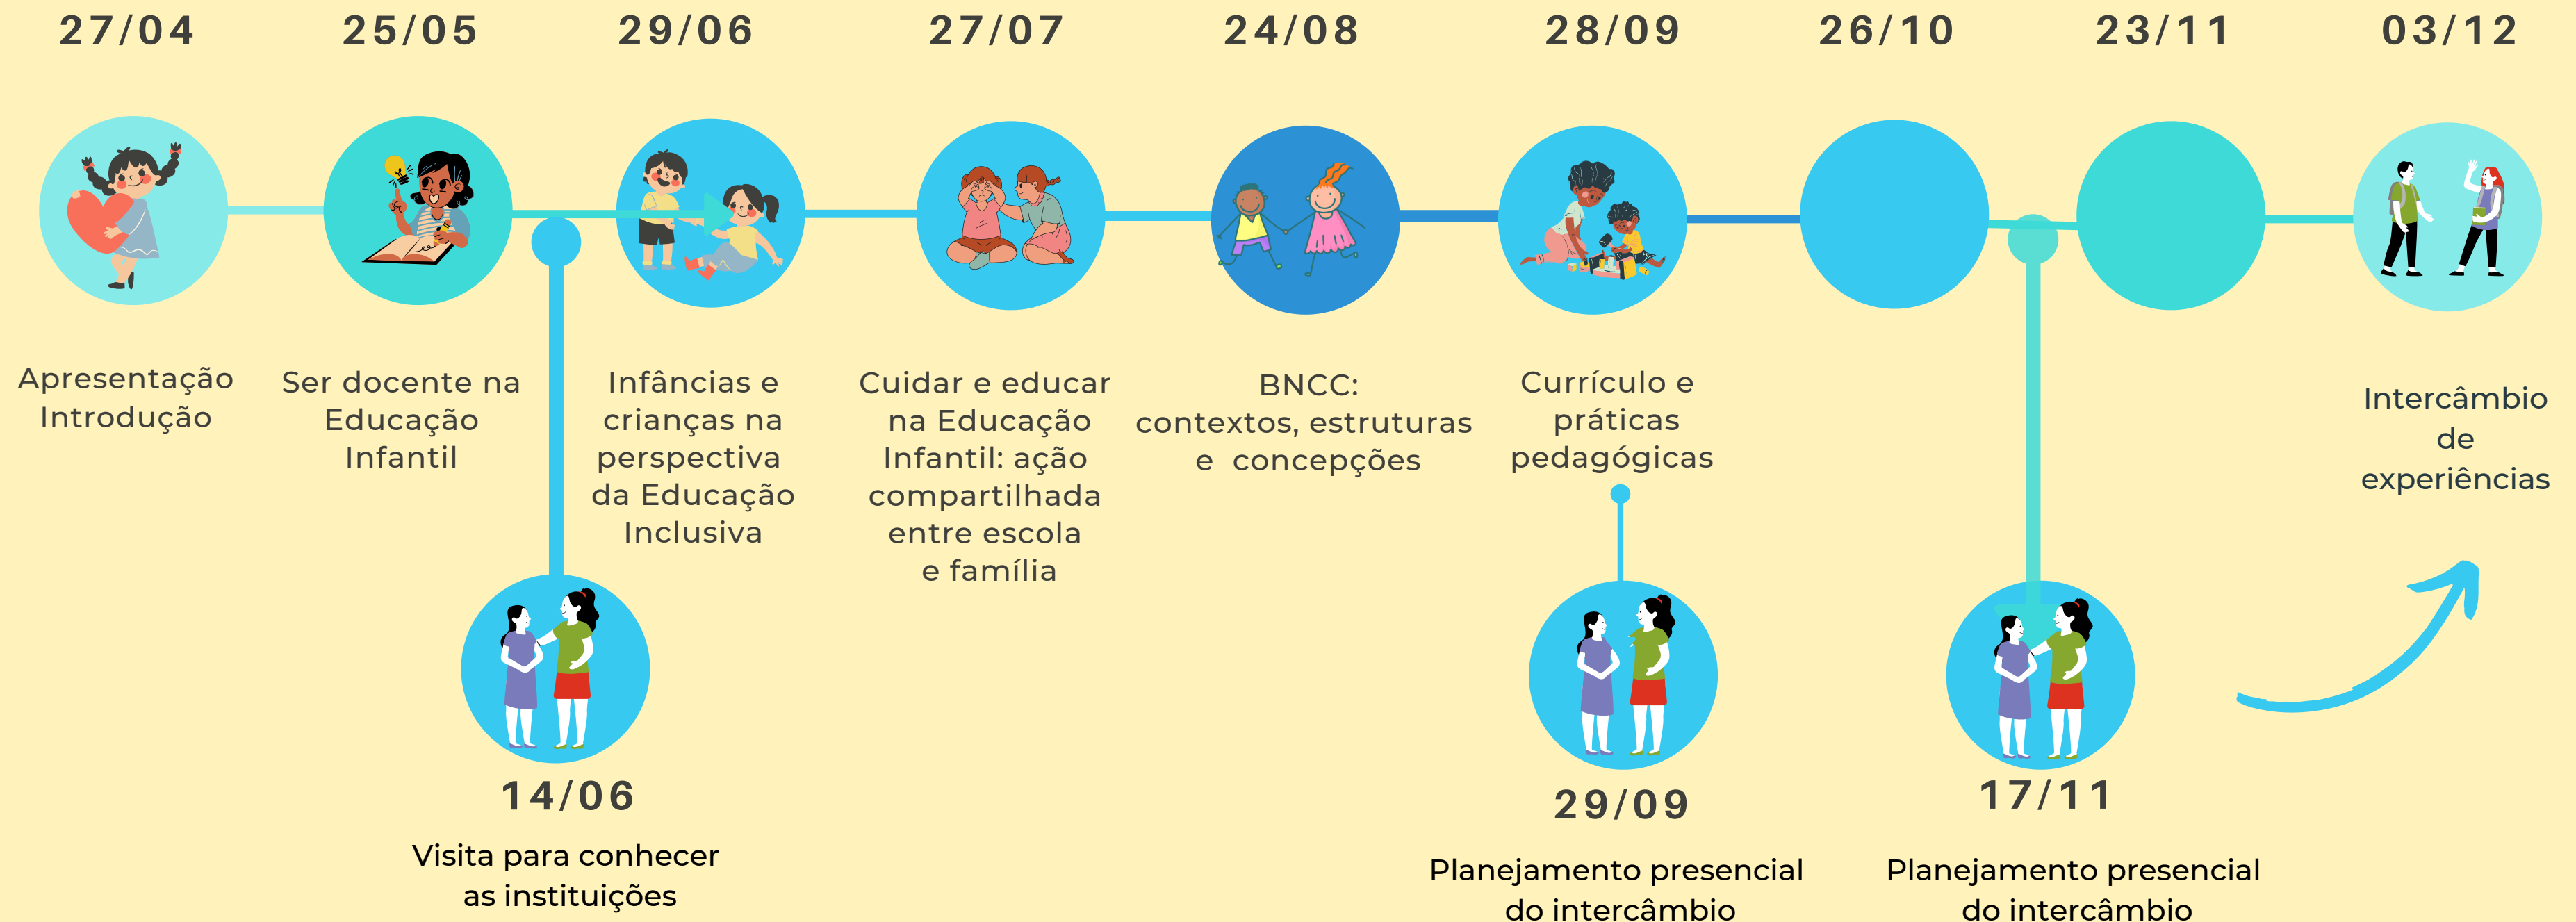 27/04
25/05
29/06
27/07
24/08
28/09
26/10
23/11
03/12
Apresentação
Introdução
Ser docente na
Educação
Infantil
Infâncias e
crianças na
perspectiva
da Educação
Inclusiva
Cuidar e educar
na Educação
Infantil: ação
compartilhada
entre escola
e família
BNCC:
contextos, estruturas
e concepções
Currículo e
práticas
pedagógicas
Intercâmbio
de
experiências
14/06
Visita para conhecer
as instituições
29/09
Planejamento presencial
do intercâmbio
17/11
Planejamento presencial
do intercâmbio